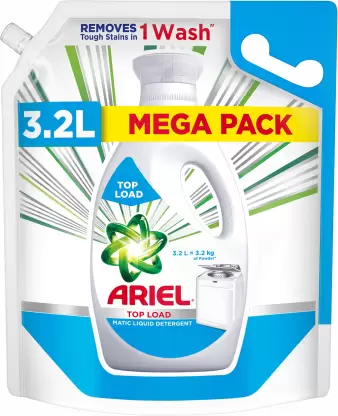 REMOVES
Tough Stains in 1 Wash*
3.2L MEGA PACK
TOP
LOAD
3.2 L = 3.2 kg
of Powder*
ARIEL
TOP LOAD
MATIC LIQUID DETERGENT